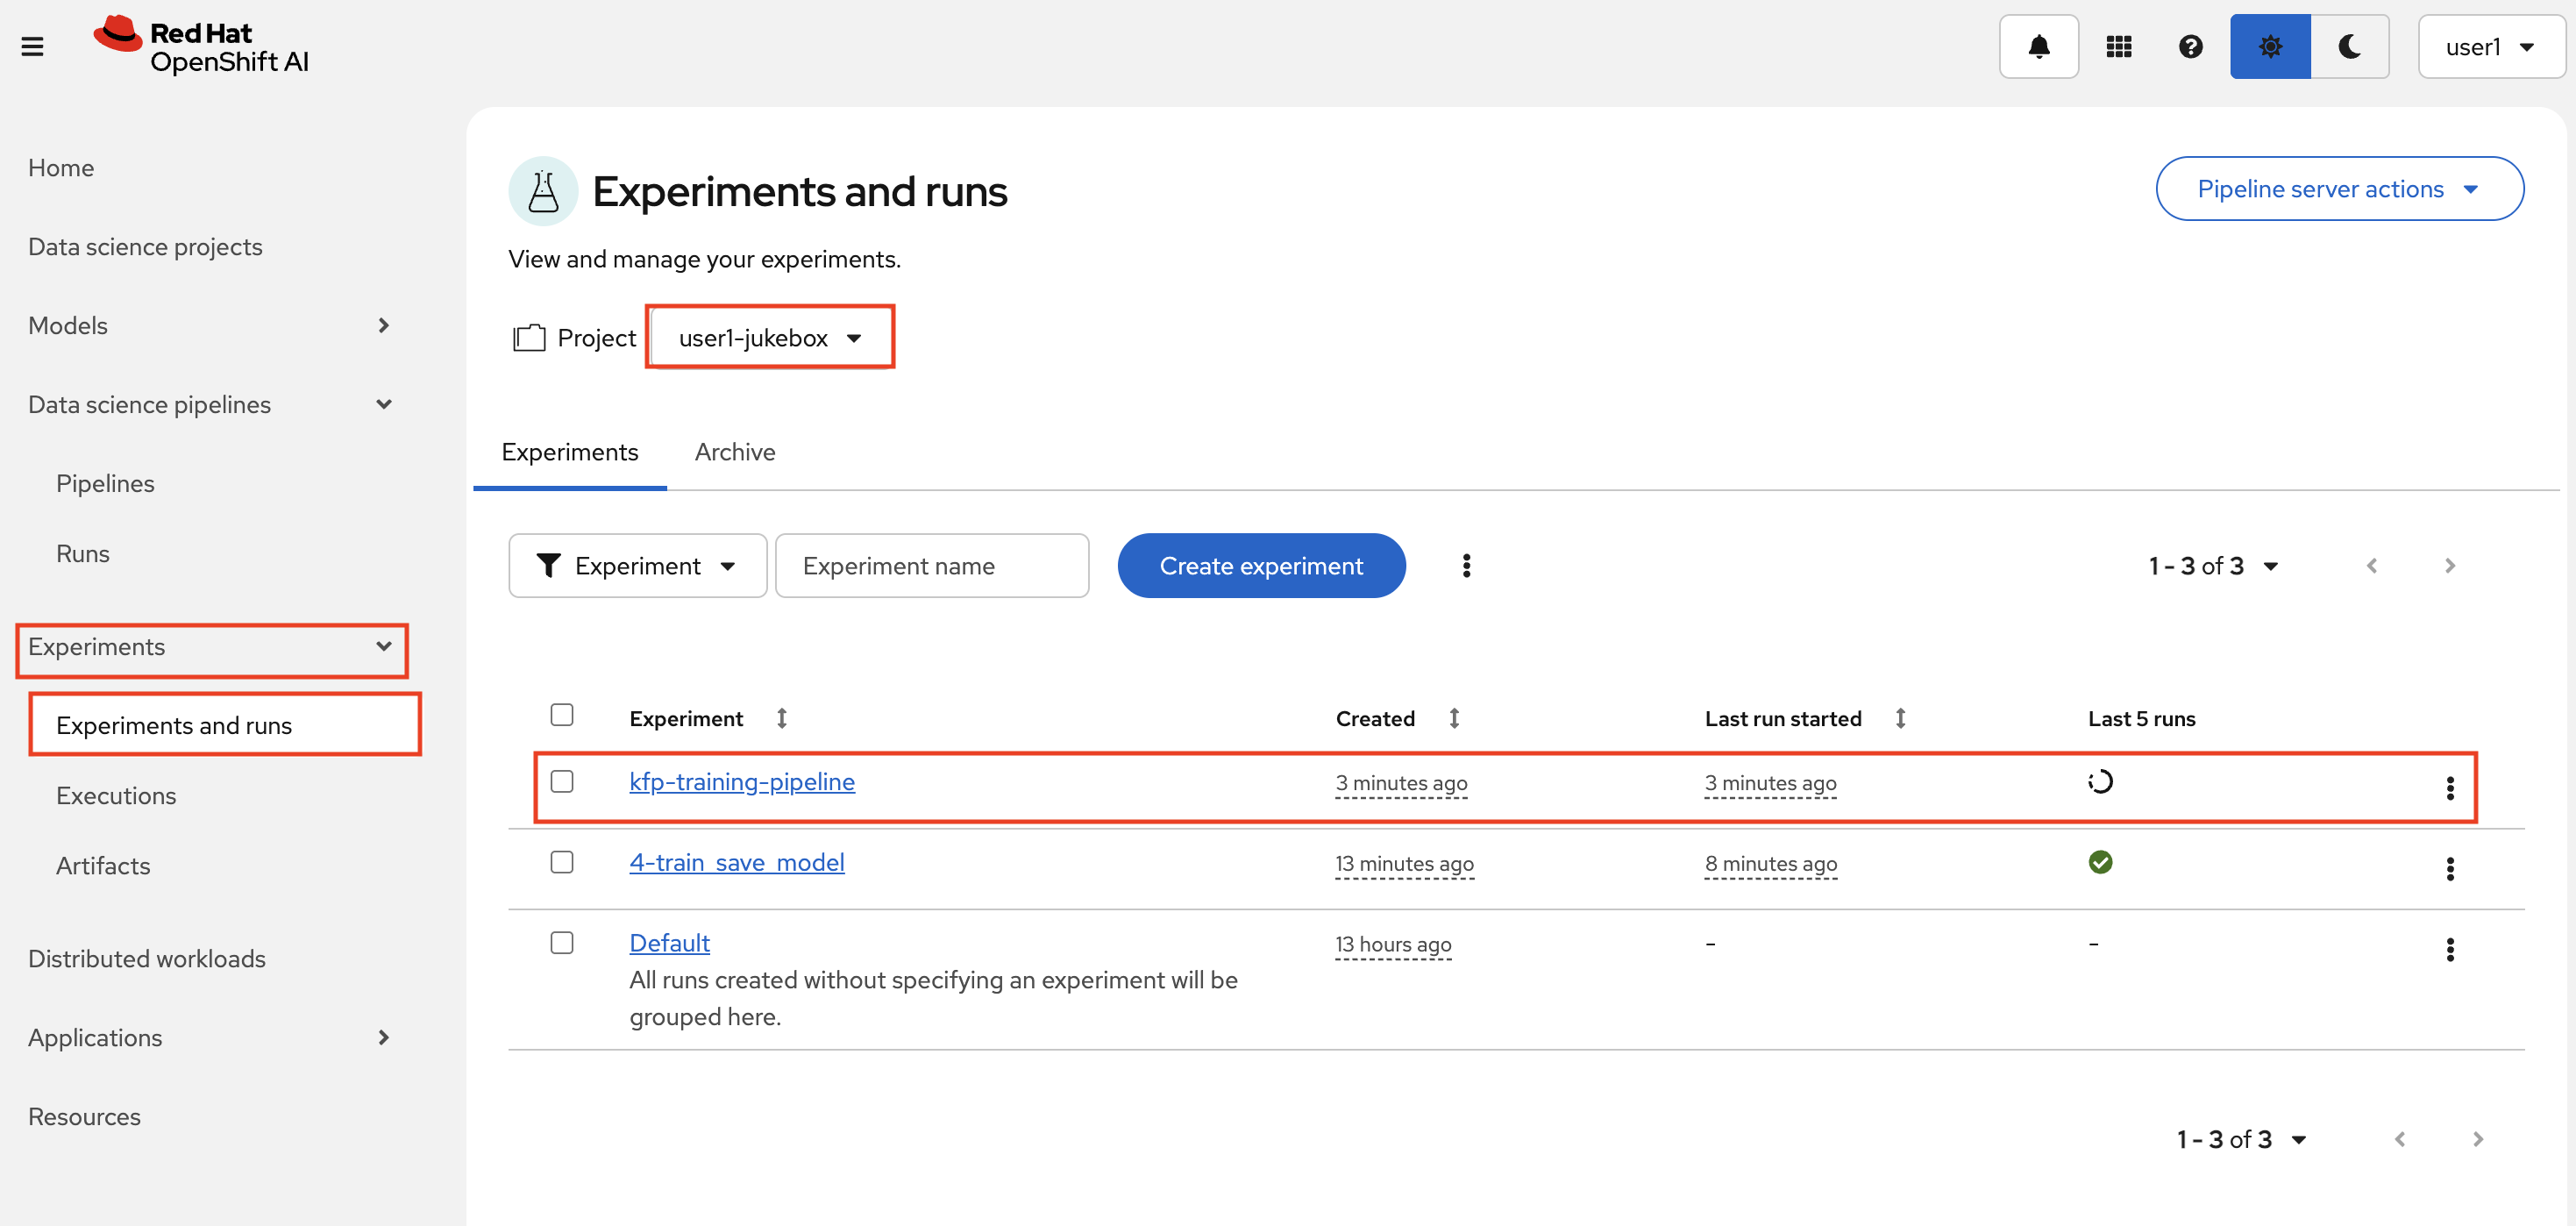 Red Hat
OpenShift AI
user1
Home
Data science projects
Models
Data science pipelines
Pipelines
Runs
Experiments
Experiments and runs
Executions
Artifacts
Distributed workloads
Applications
Resources
Experiments and runs
Pipeline server actions
View and manage your experiments.
Project user1-jukebox
Experiments Archive
Experiment Experiment name Create experiment 1 - 3 of 3
Experiment Created Last run started Last 5 runs
kfp-training-pipeline 3 minutes ago 3 minutes ago
4-train_save_model 13 minutes ago 8 minutes ago
Default 13 hours ago - -
All runs created without specifying an experiment will be
grouped here.
1 - 3 of 3